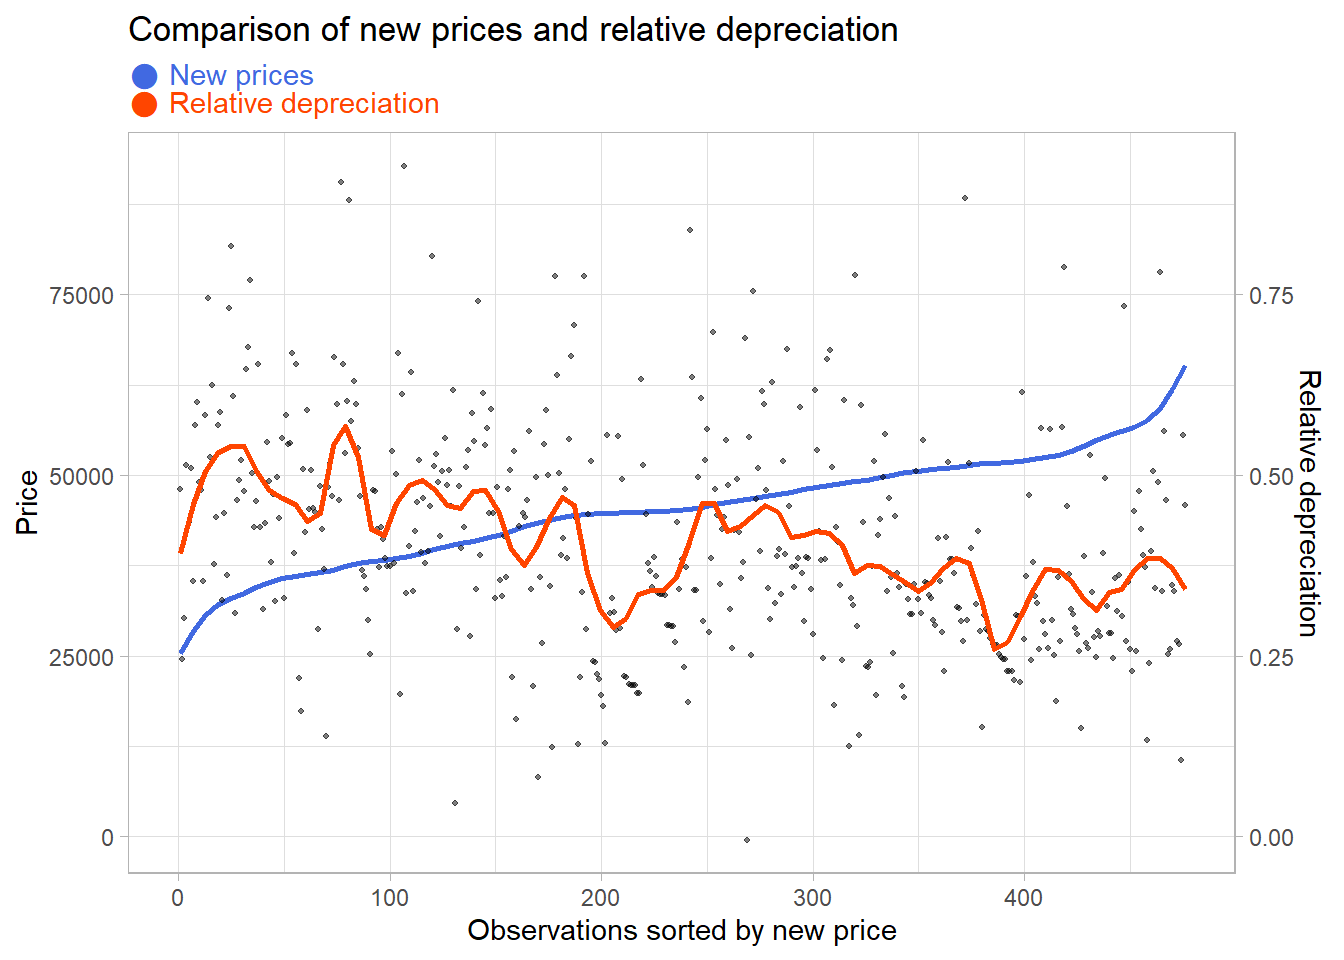 Comparison of new prices and relative depreciation
New prices
Relative depreciation
75000
50000
25000
0
Price
0.75
0.50
0.25
0.00
Relative depreciation
0
100
200
300
400
Observations sorted by new price